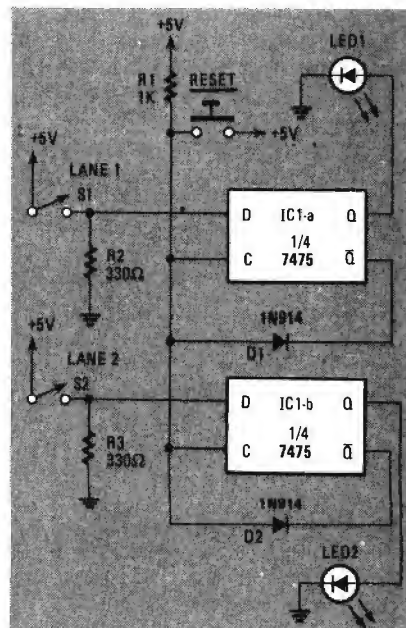 +5V
LED1
R1
1K
RESET
+5V
+5V
LANE 1
S1
D IC1-a Q
1/4
C 7475 Q̅
R2
330Ω
+5V
1N914
D1
LANE 2
S2
D IC1-b Q
1/4
C 7475 Q̅
R3
330Ω
1N914
D2
LED2